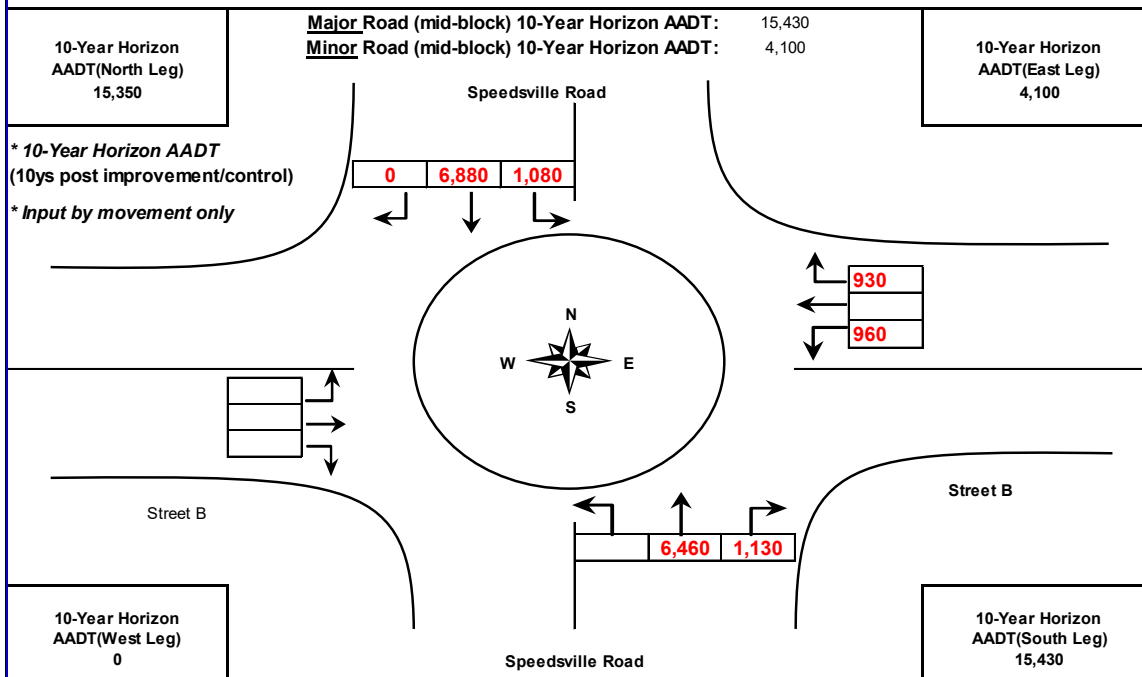 Major Road (mid-block) 10-Year Horizon AADT: 15,430
Minor Road (mid-block) 10-Year Horizon AADT: 4,100
10-Year Horizon
AADT(North Leg)
15,350
10-Year Horizon
AADT(East Leg)
4,100
Speedsville Road
* 10-Year Horizon AADT
(10ys post improvement/control)
* Input by movement only
0 6,880 1,080
930
960
N
W E
S
Street B
Street B
6,460 1,130
10-Year Horizon
AADT(West Leg)
0
Speedsville Road
10-Year Horizon
AADT(South Leg)
15,430